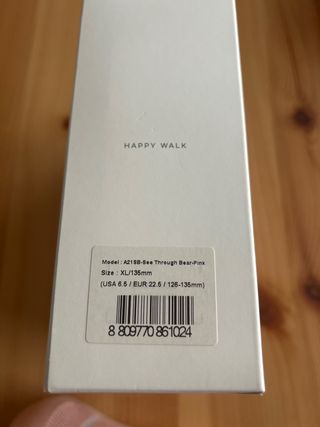 HAPPY WALK
Model : A21SB-See Through Bear-Pink
Size : XL/135mm
(USA 6.5 / EUR 22.5 / 126-135mm)
8 809770 861024